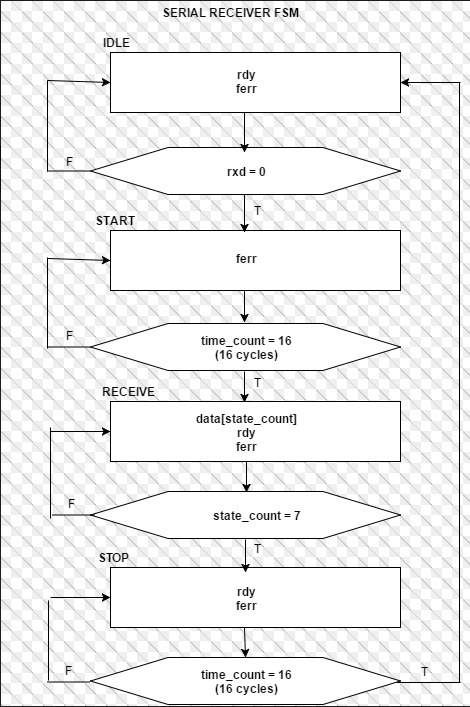 SERIAL RECEIVER FSM
IDLE
rdy
ferr
F
rxd = 0
T
START
ferr
F
time_count = 16
(16 cycles)
T
RECEIVE
data[state_count]
rdy
ferr
F
state_count = 7
T
STOP
rdy
ferr
F
time_count = 16
(16 cycles)
T